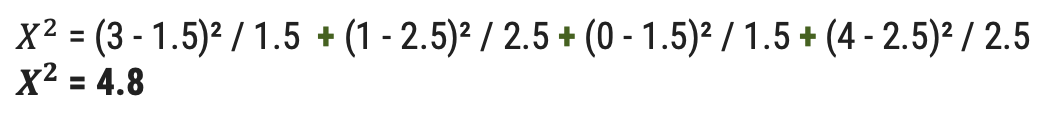 X² = (3 - 1.5)² / 1.5 + (1 - 2.5)² / 2.5 + (0 - 1.5)² / 1.5 + (4 - 2.5)² / 2.5
X² = 4.8